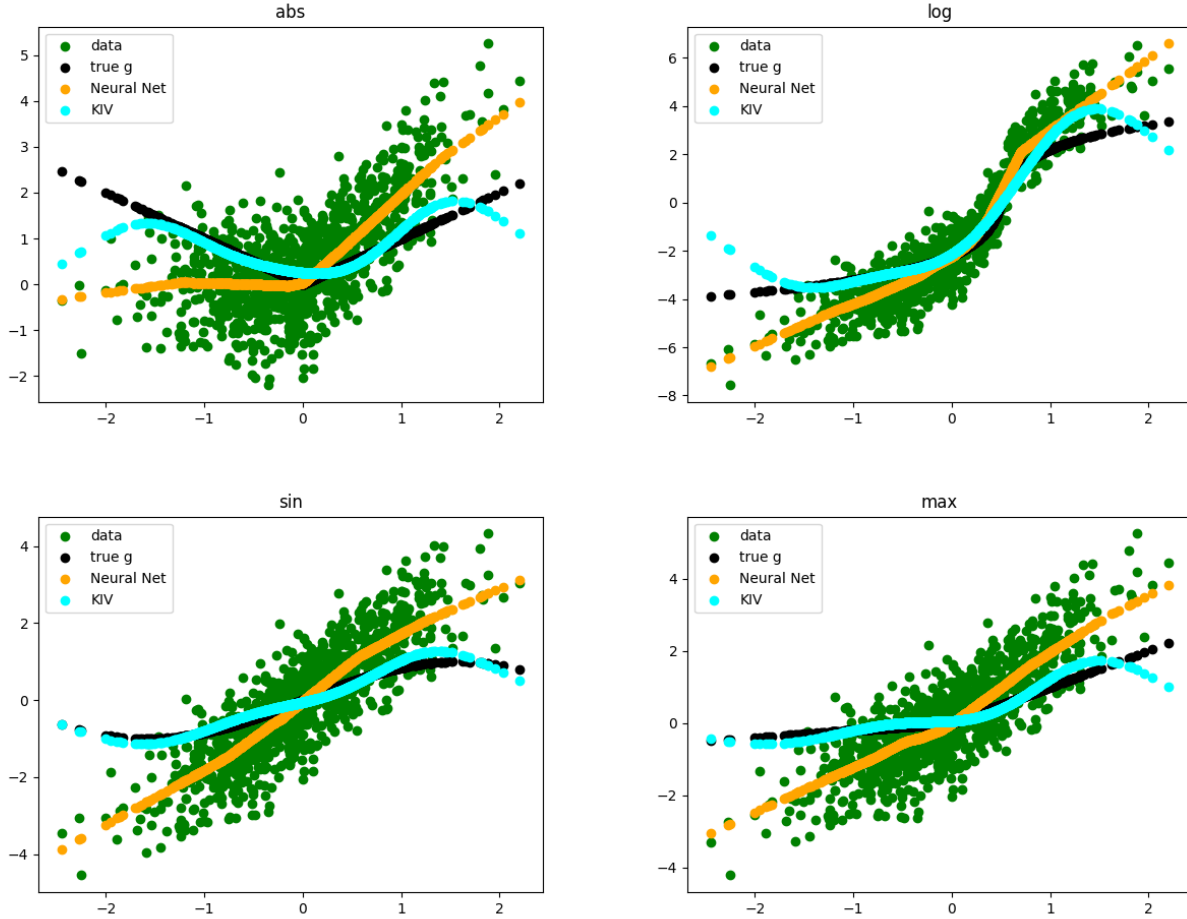 abs
5
4
3
2
1
0
−1
−2
−2 −1 0 1 2
data
true g
Neural Net
KIV
log
6
4
2
0
−2
−4
−6
−8
−2 −1 0 1 2
data
true g
Neural Net
KIV
sin
4
2
0
−2
−4
−2 −1 0 1 2
data
true g
Neural Net
KIV
max
4
2
0
−2
−4
−2 −1 0 1 2
data
true g
Neural Net
KIV